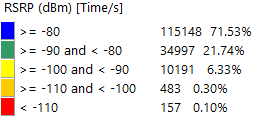 RSRP (dBm) [Time/s]
>= -80 115148 71.53%
>= -90 and < -80 34997 21.74%
>= -100 and < -90 10191 6.33%
>= -110 and < -100 483 0.30%
< -110 157 0.10%